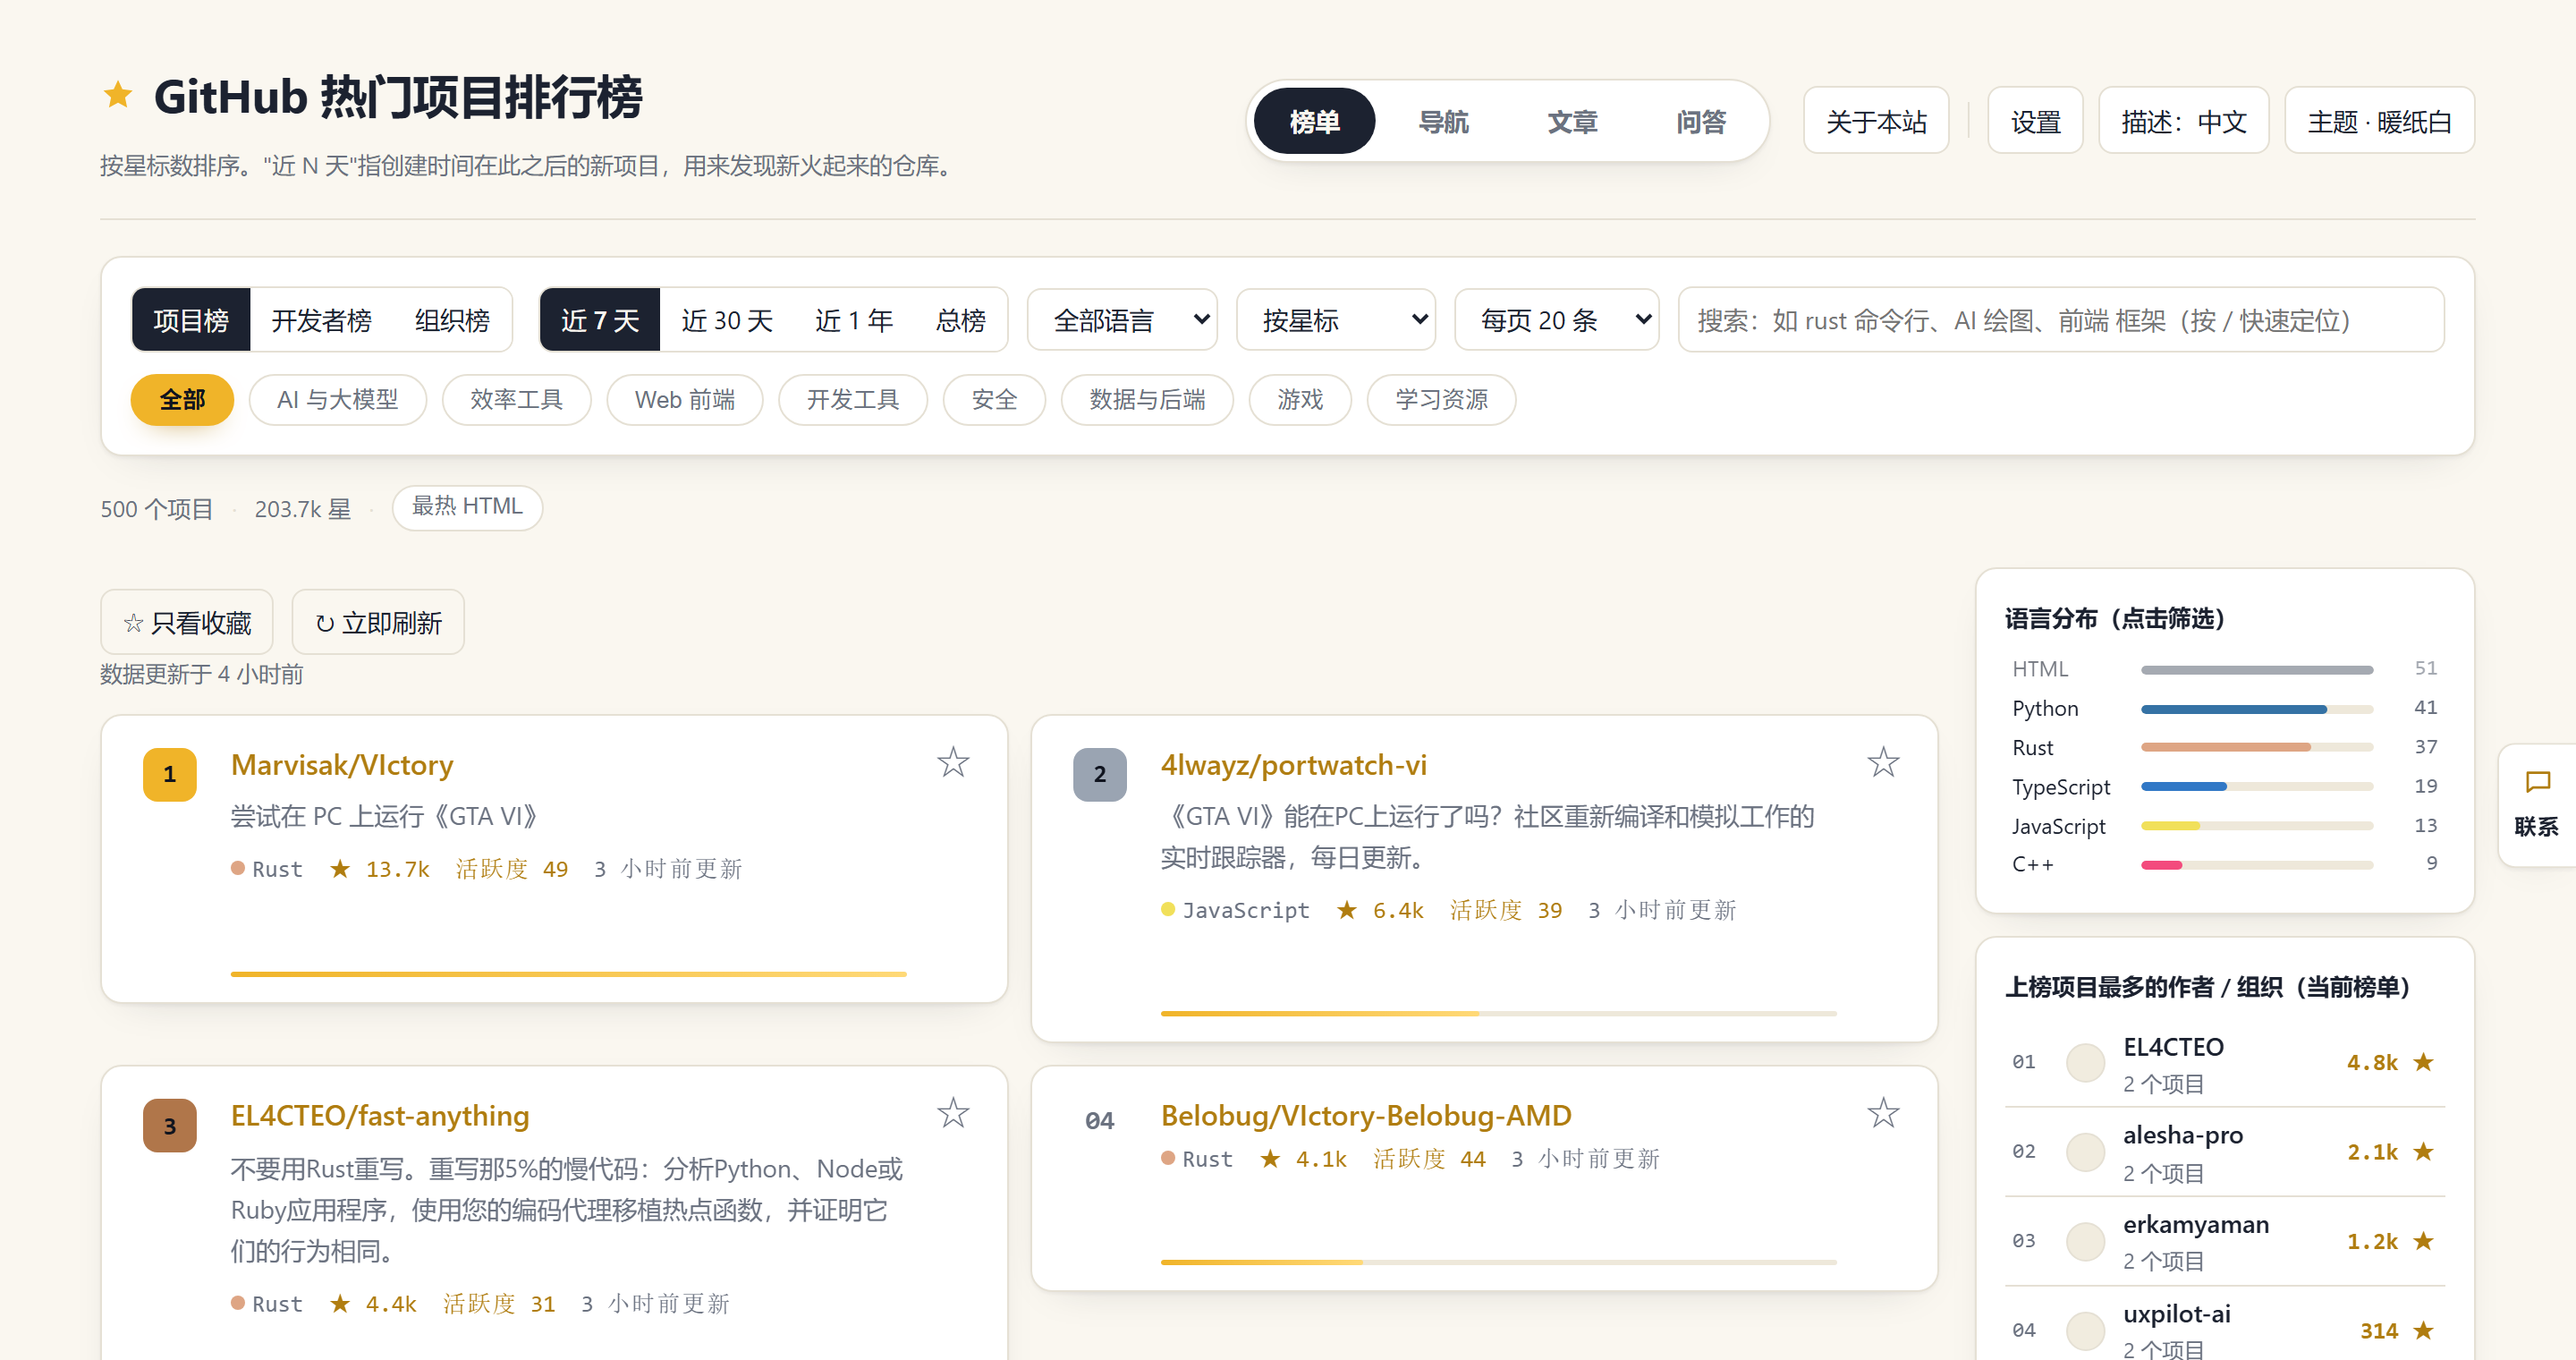 GitHub 热门项目排行榜
按星标数排序。"近 N 天"指创建时间在此之后的新项目，用来发现新火起来的仓库。
榜单 导航 文章 问答 关于本站 设置 描述：中文 主题 · 暖纸白
项目榜 开发者榜 组织榜 近 7 天 近 30 天 近 1 年 总榜 全部语言 按星标 每页 20 条 搜索：如 rust 命令行、AI 绘图、前端 框架（按 / 快速定位）
全部 AI 与大模型 效率工具 Web 前端 开发工具 安全 数据与后端 游戏 学习资源
500 个项目 · 203.7k 星 · 最热 HTML
☆ 只看收藏 ↻ 立即刷新
数据更新于 4 小时前
1 Marvisak/VIctory
尝试在 PC 上运行《GTA VI》
Rust ★ 13.7k 活跃度 49 3 小时前更新
2 4lwayz/portwatch-vi
《GTA VI》能在PC上运行了吗？社区重新编译和模拟工作的
实时跟踪器，每日更新。
JavaScript ★ 6.4k 活跃度 39 3 小时前更新
3 EL4CTEO/fast-anything
不要用Rust重写。重写那5%的慢代码：分析Python、Node或
Ruby应用程序，使用您的编码代理移植热点函数，并证明它
们的行为相同。
Rust ★ 4.4k 活跃度 31 3 小时前更新
04 Belobug/VIctory-Belobug-AMD
Rust ★ 4.1k 活跃度 44 3 小时前更新
语言分布（点击筛选）
HTML 51
Python 41
Rust 37
TypeScript 19
JavaScript 13
C++ 9
上榜项目最多的作者 / 组织（当前榜单）
01 EL4CTEO 4.8k ★
2 个项目
02 alesha-pro 2.1k ★
2 个项目
03 erkamyaman 1.2k ★
2 个项目
04 uxpilot-ai 314 ★
2 个项目
联系